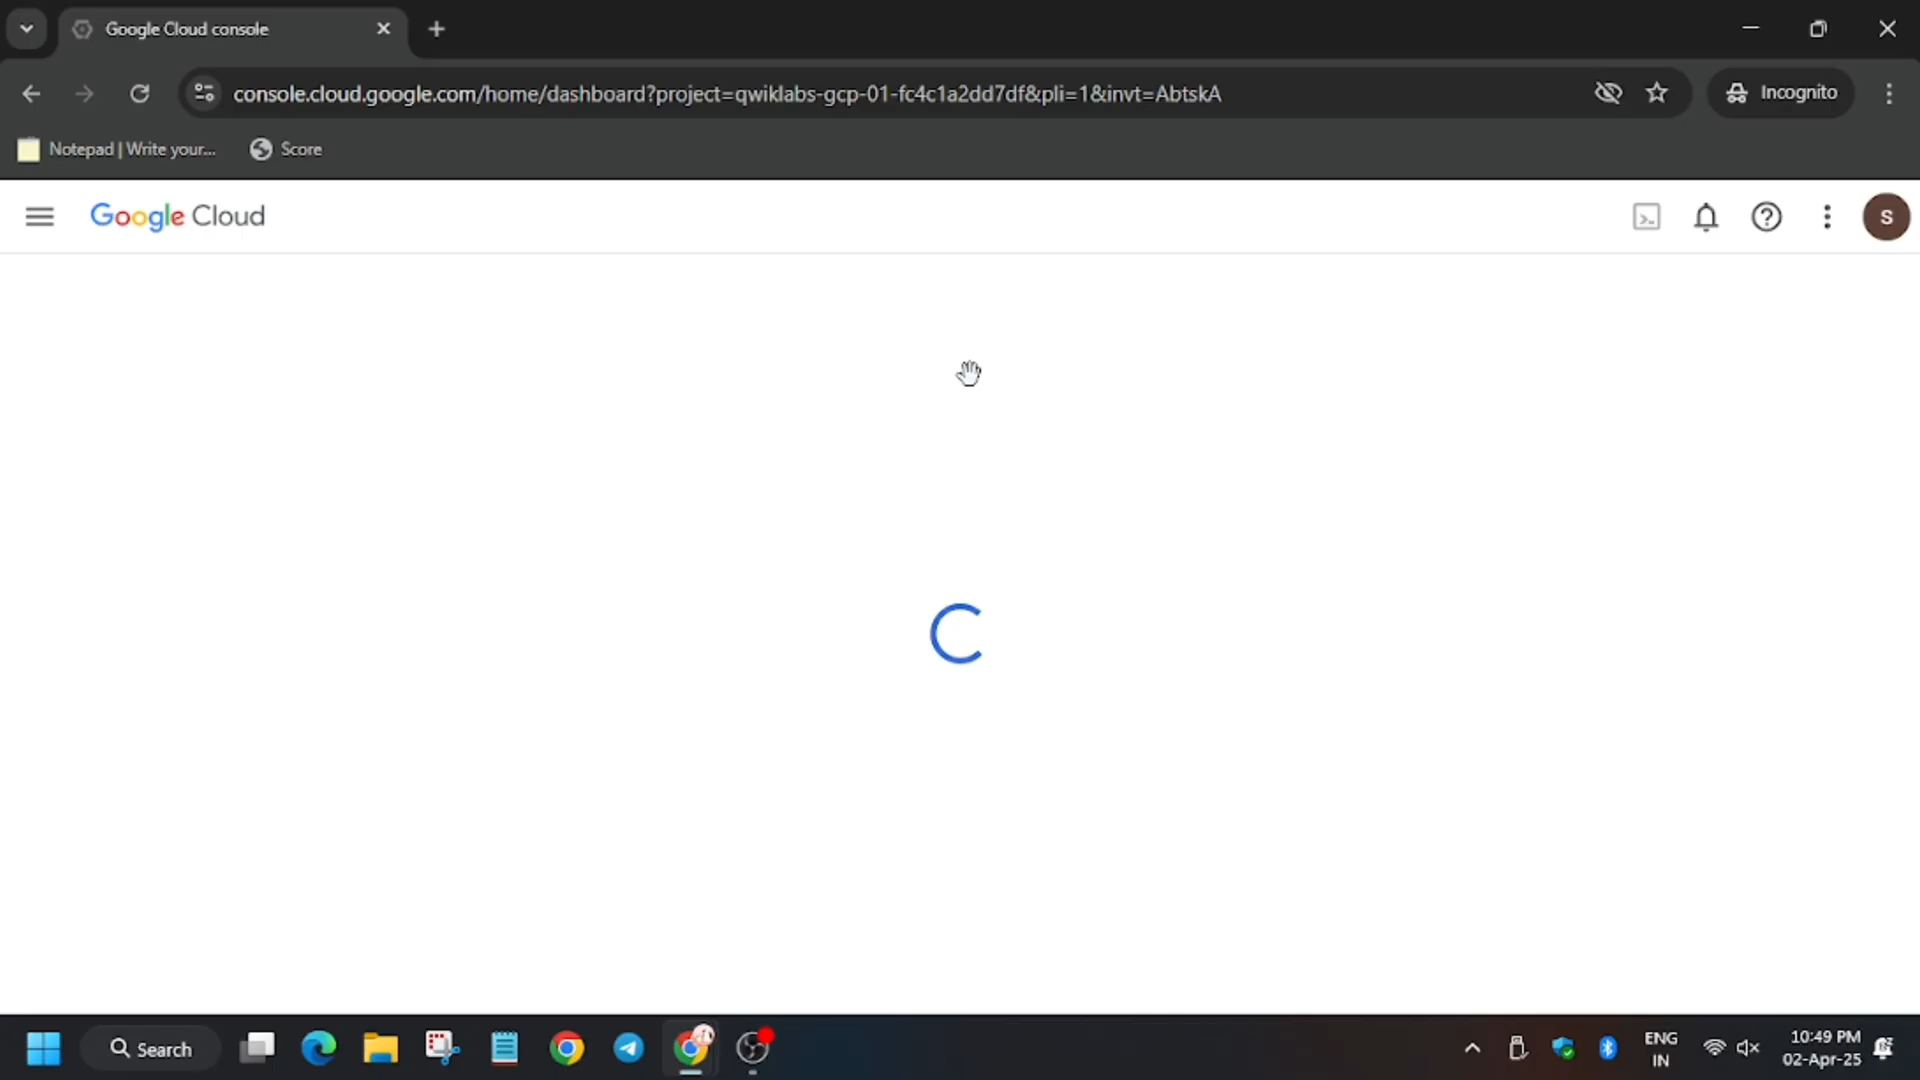 Google Cloud console
console.cloud.google.com/home/dashboard?project=qwiklabs-gcp-01-fc4c1a2dd7df&pli=1&invt=AbtskA
Incognito
Notepad | Write your...
Score
Google Cloud
S
Search
ENG
IN
10:49 PM
02-Apr-25